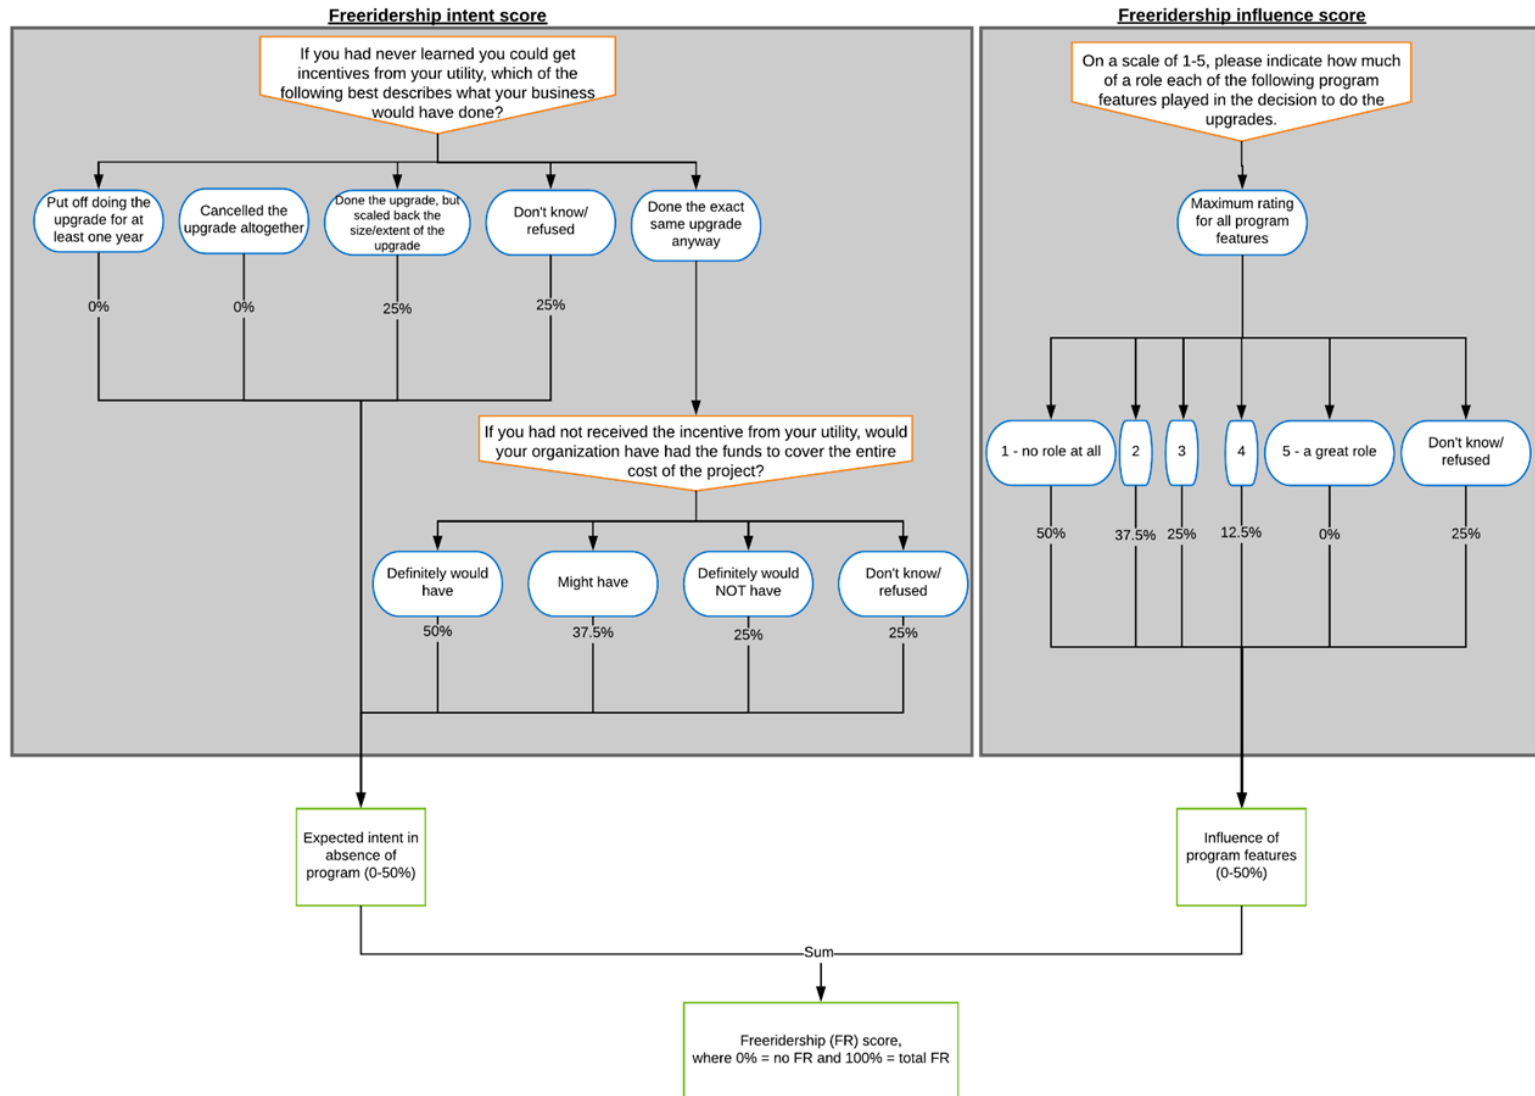 Freeridership intent score
If you had never learned you could get
incentives from your utility, which of the
following best describes what your business
would have done?
Put off doing the
upgrade for at
least one year
Cancelled the
upgrade altogether
Done the upgrade, but
scaled back the
size/extent of the
upgrade
Don't know/
refused
Done the exact
same upgrade
anyway
0%
0%
25%
25%
If you had not received the incentive from your utility, would
your organization have had the funds to cover the entire
cost of the project?
Definitely would
have
Might have
Definitely would
NOT have
Don't know/
refused
50%
37.5%
25%
25%
Expected intent in
absence of
program (0-50%)
Freeridership influence score
On a scale of 1-5, please indicate how much
of a role each of the following program
features played in the decision to do the
upgrades.
Maximum rating
for all program
features
1 - no role at all
2
3
4
5 - a great role
Don't know/
refused
50%
37.5%
25%
12.5%
0%
25%
Influence of
program features
(0-50%)
Sum
Freeridership (FR) score,
where 0% = no FR and 100% = total FR